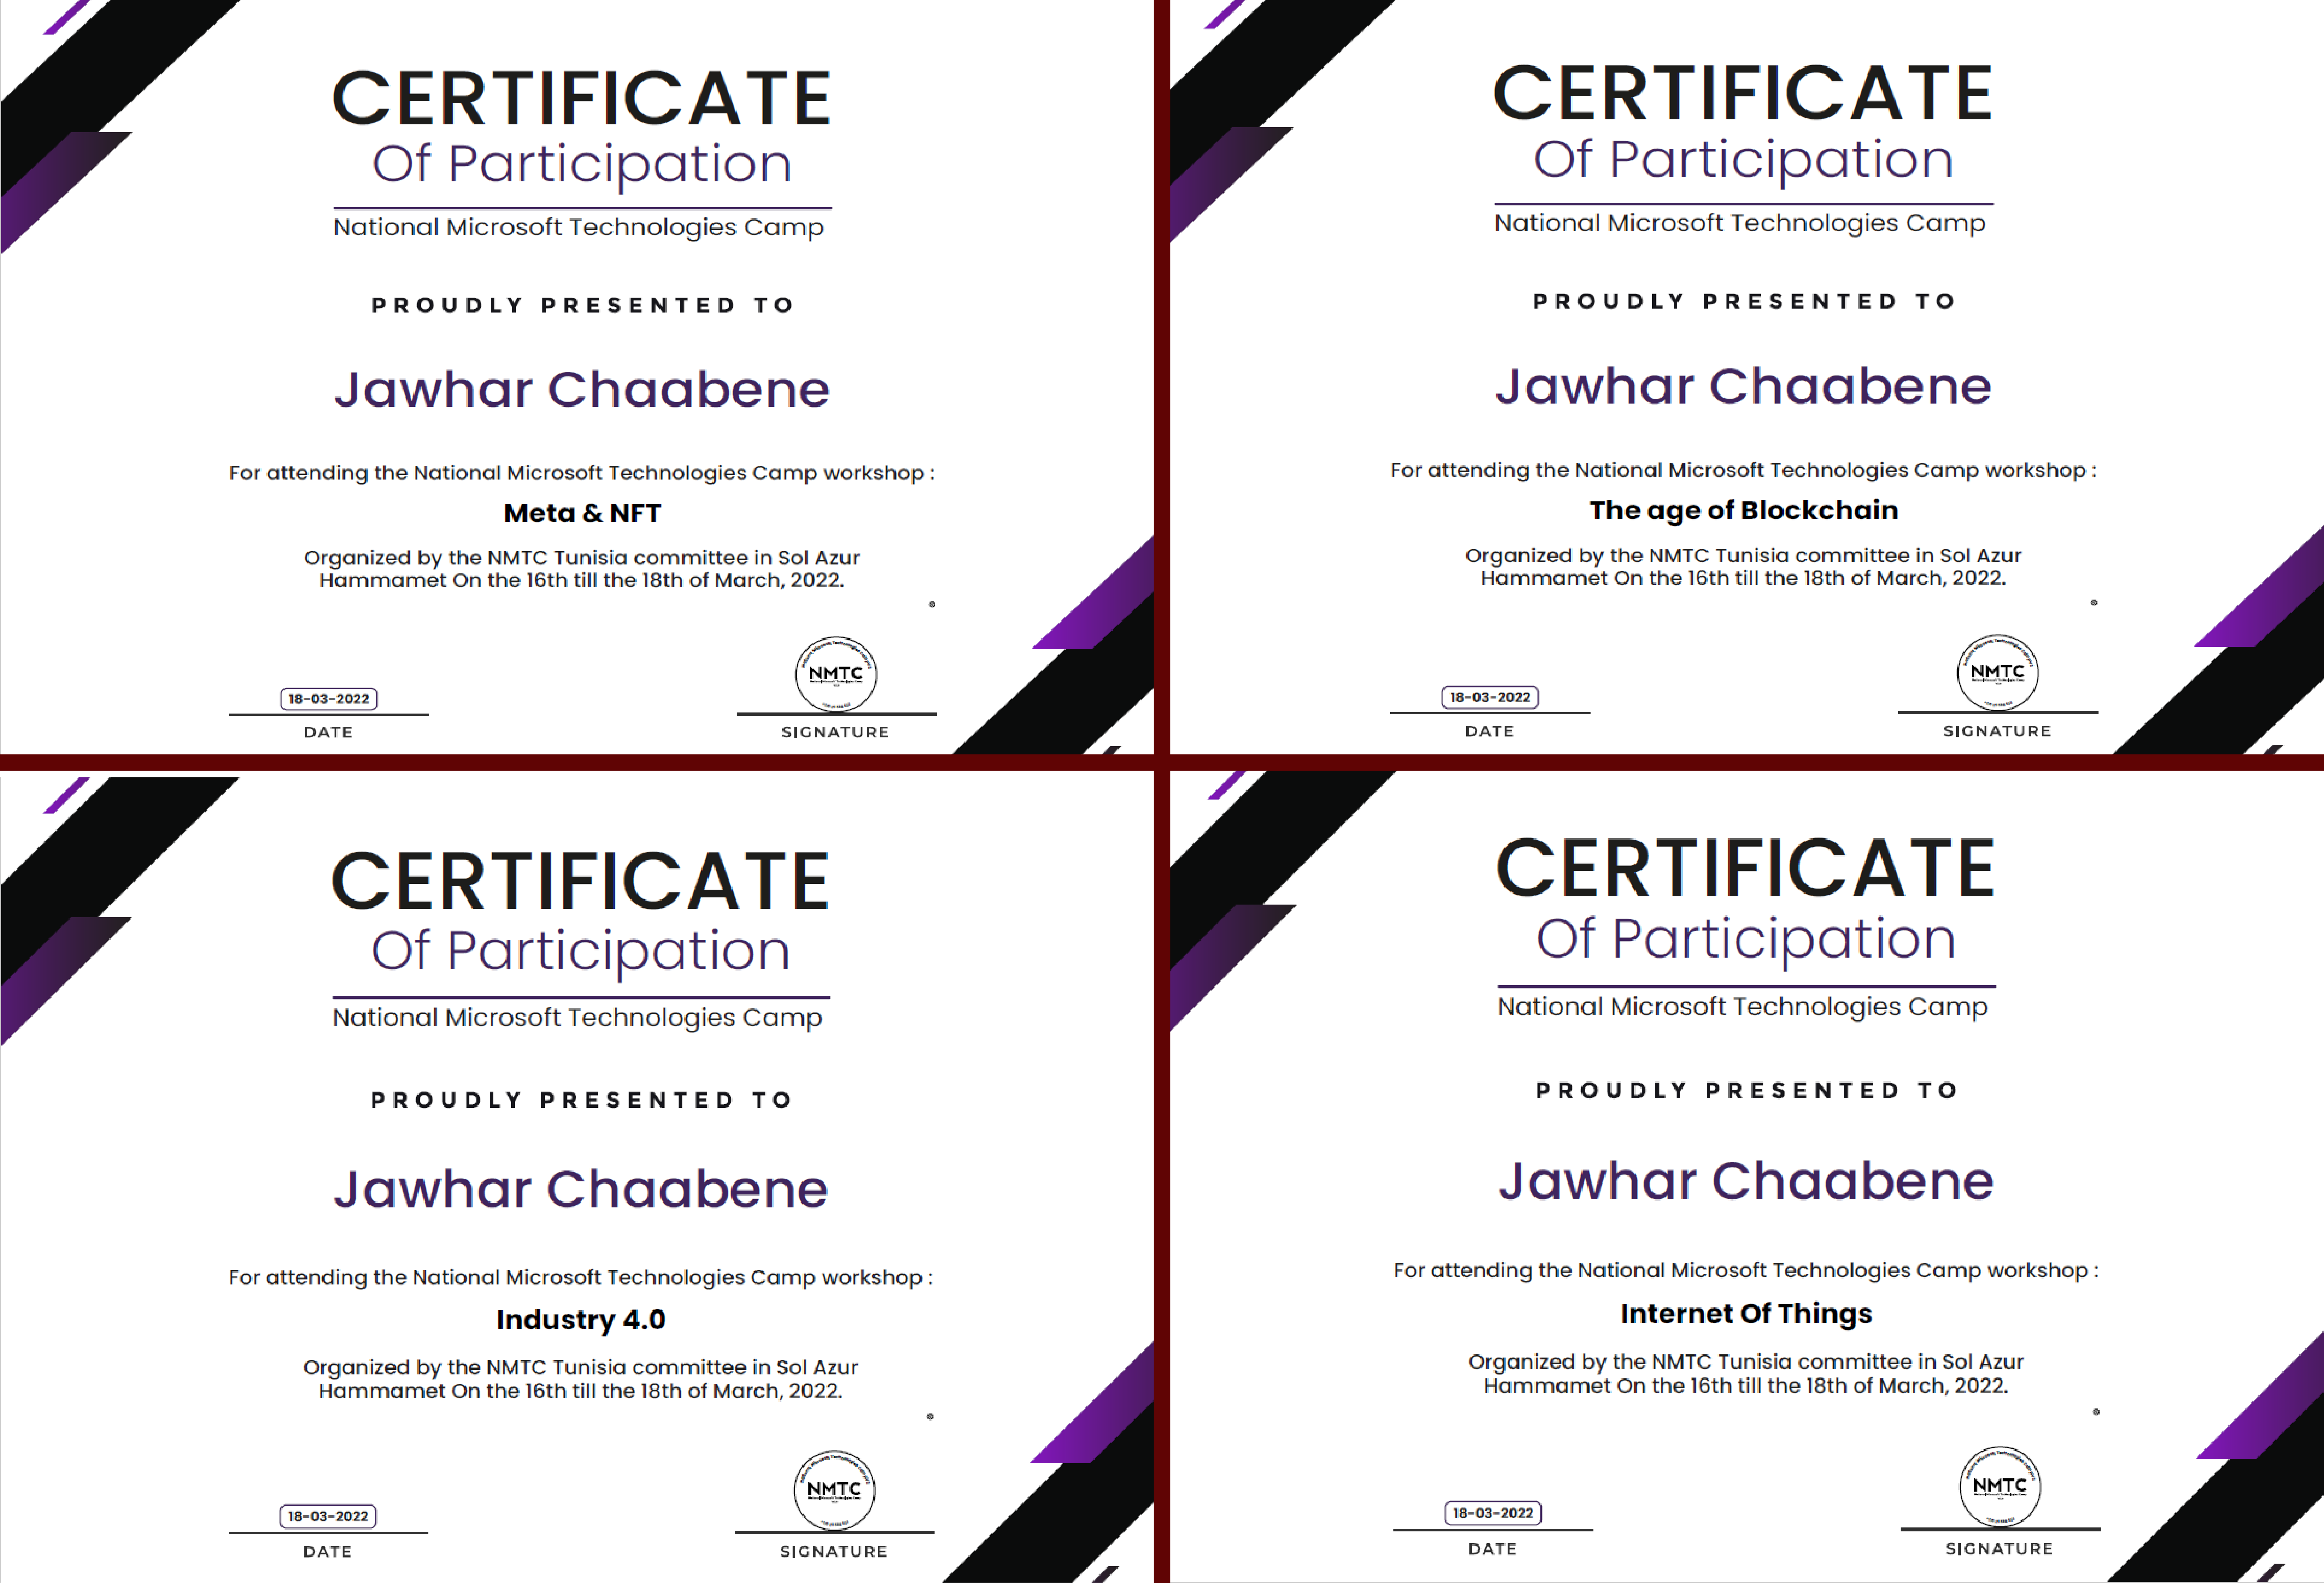 CERTIFICATE
Of Participation
National Microsoft Technologies Camp
PROUDLY PRESENTED TO
Jawhar Chaabene
For attending the National Microsoft Technologies Camp workshop :
Meta & NFT
Organized by the NMTC Tunisia committee in Sol Azur
Hammamet On the 16th till the 18th of March, 2022.
NMTC
18-03-2022
DATE
SIGNATURE
CERTIFICATE
Of Participation
National Microsoft Technologies Camp
PROUDLY PRESENTED TO
Jawhar Chaabene
For attending the National Microsoft Technologies Camp workshop :
The age of Blockchain
Organized by the NMTC Tunisia committee in Sol Azur
Hammamet On the 16th till the 18th of March, 2022.
NMTC
18-03-2022
DATE
SIGNATURE
CERTIFICATE
Of Participation
National Microsoft Technologies Camp
PROUDLY PRESENTED TO
Jawhar Chaabene
For attending the National Microsoft Technologies Camp workshop :
Industry 4.0
Organized by the NMTC Tunisia committee in Sol Azur
Hammamet On the 16th till the 18th of March, 2022.
NMTC
18-03-2022
DATE
SIGNATURE
CERTIFICATE
Of Participation
National Microsoft Technologies Camp
PROUDLY PRESENTED TO
Jawhar Chaabene
For attending the National Microsoft Technologies Camp workshop :
Internet Of Things
Organized by the NMTC Tunisia committee in Sol Azur
Hammamet On the 16th till the 18th of March, 2022.
NMTC
18-03-2022
DATE
SIGNATURE